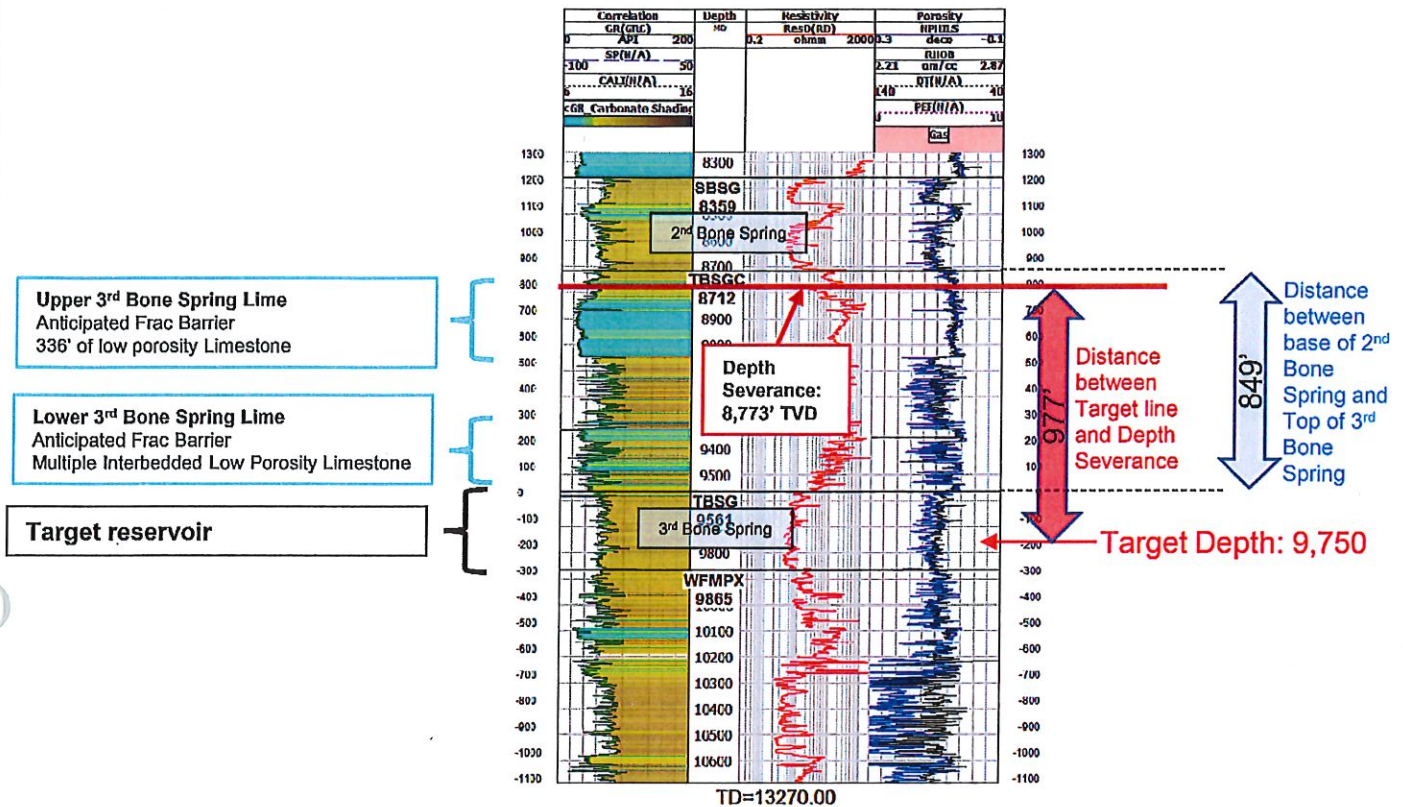 Correlation
GR(GRC)
0 API 200
SP(N/A)
-100 50
CALI(N/A)
6 16
cGR_Carbonate Shading
Depth
MD
Resistivity
ResD(RD)
0.2 ohmm 2000
Porosity
NPHILS
0.3 deco -0.1
RHOB
2.21 gm/cc 2.87
DT(N/A)
140 40
PEF(N/A)
0 10
Gas
1300 8300 1300
1200 1200
SBSG
8359
1100 1100
1000 1000
2nd Bone Spring
8600
900 900
8700
TBSGC
800 800
8712
700 8900 700
600
500
400
300
200 9400
100 9500
0
TBSG
9561
-100
3rd Bone Spring
-200 9800 -200
-300 -300
WFMPX
9865
-400 -400
-500 10100 -500
-600 10200 -600
-700 10300 -700
-800 10400 -800
-900 10500 -900
-1000 10600 -1000
-1100 -1100
TD=13270.00
Upper 3rd Bone Spring Lime
Anticipated Frac Barrier
336' of low porosity Limestone
Lower 3rd Bone Spring Lime
Anticipated Frac Barrier
Multiple Interbedded Low Porosity Limestone
Target reservoir
Depth
Severance:
8,773' TVD
977'
Distance
between
Target line
and Depth
Severance
849'
Distance
between
base of 2nd
Bone
Spring and
Top of 3rd
Bone
Spring
Target Depth: 9,750